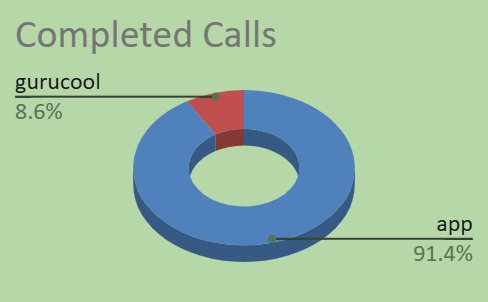 Completed Calls
gurucool
8.6%
app
91.4%